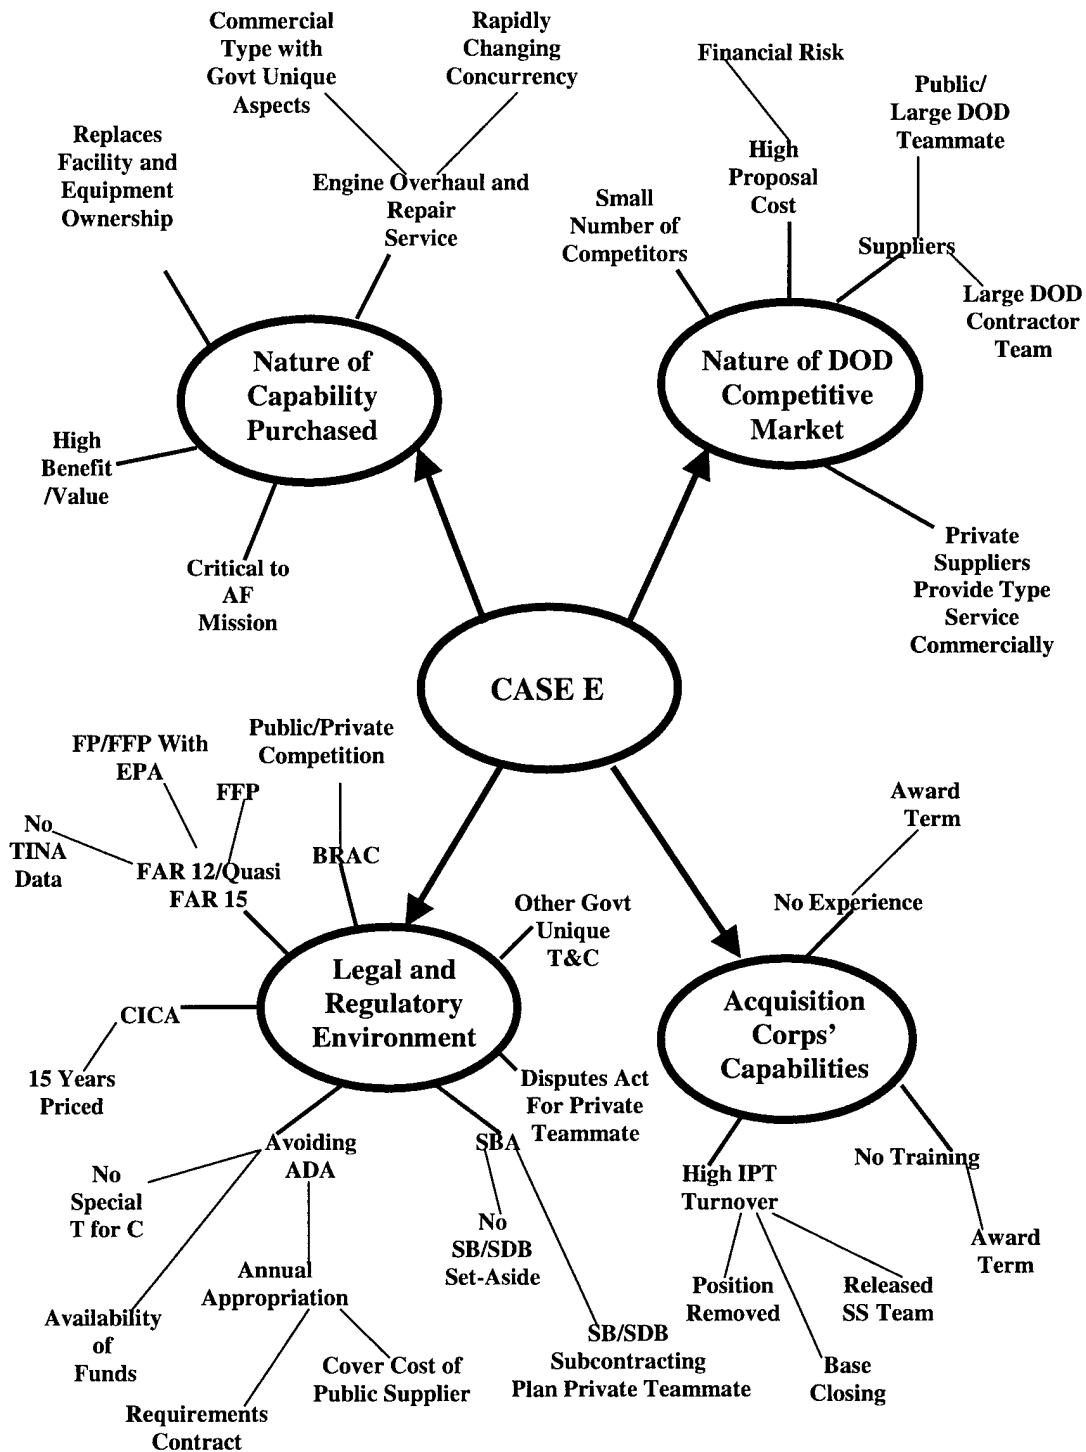 Commercial
Type with
Govt Unique
Aspects
Rapidly
Changing
Concurrency
Replaces
Facility and
Equipment
Ownership
Engine Overhaul and
Repair
Service
Nature of
Capability
Purchased
High
Benefit
/Value
Critical to
AF
Mission
Financial Risk
High
Proposal
Cost
Public/
Large DOD
Teammate
Small
Number of
Competitors
Suppliers
Large DOD
Contractor
Team
Nature of DOD
Competitive
Market
Private
Suppliers
Provide Type
Service
Commercially
CASE E
Public/Private
Competition
FP/FFP With
EPA
FFP
No
TINA
Data
FAR 12/Quasi
FAR 15
BRAC
Other Govt
Unique
T&C
Legal and
Regulatory
Environment
CICA
15 Years
Priced
Disputes Act
For Private
Teammate
Avoiding
ADA
No
Special
T for C
SBA
No
SB/SDB
Set-Aside
Annual
Appropriation
Availability
of
Funds
Cover Cost of
Public Supplier
Requirements
Contract
SB/SDB
Subcontracting
Plan Private Teammate
Award
Term
No Experience
Acquisition
Corps’
Capabilities
High IPT
Turnover
No Training
Award
Term
Position
Removed
Released
SS Team
Base
Closing